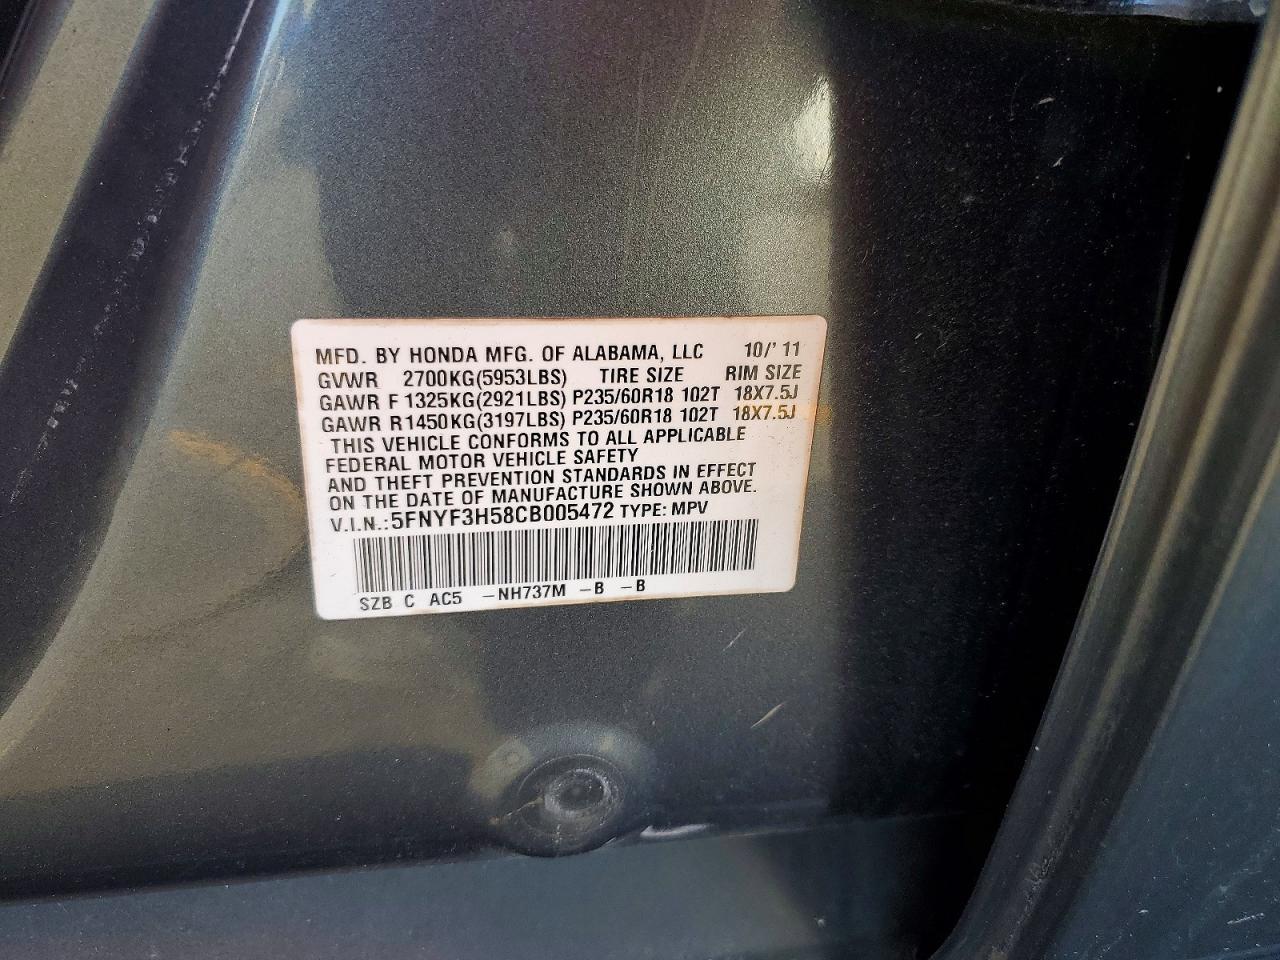 MFD. BY HONDA MFG. OF ALABAMA, LLC 10/' 11
GVWR 2700KG(5953LBS) TIRE SIZE RIM SIZE
GAWR F 1325KG(2921LBS) P235/60R18 102T 18X7.5J
GAWR R1450KG(3197LBS) P235/60R18 102T 18X7.5J
THIS VEHICLE CONFORMS TO ALL APPLICABLE
FEDERAL MOTOR VEHICLE SAFETY
AND THEFT PREVENTION STANDARDS IN EFFECT
ON THE DATE OF MANUFACTURE SHOWN ABOVE.
V.I.N.:5FNYF3H58CB005472 TYPE: MPV
SZB C AC5 -NH737M -B -B